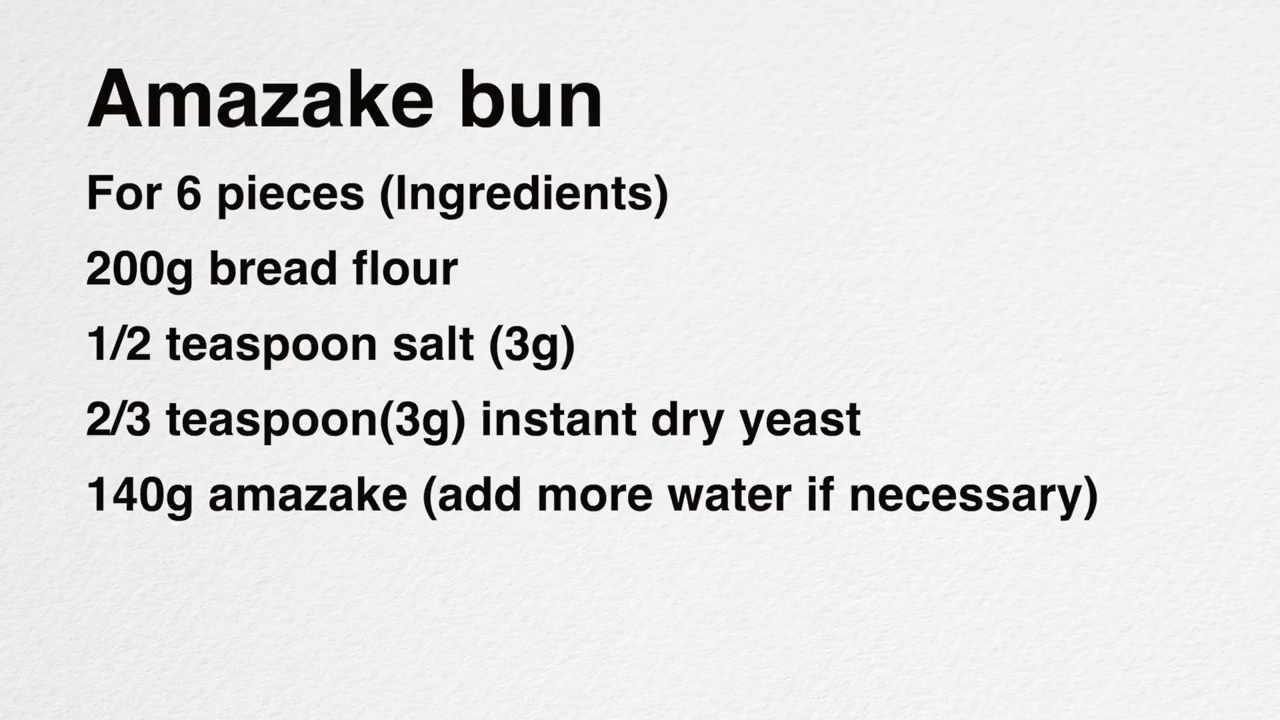 Amazake bun
For 6 pieces (Ingredients)
200g bread flour
1/2 teaspoon salt (3g)
2/3 teaspoon(3g) instant dry yeast
140g amazake (add more water if necessary)